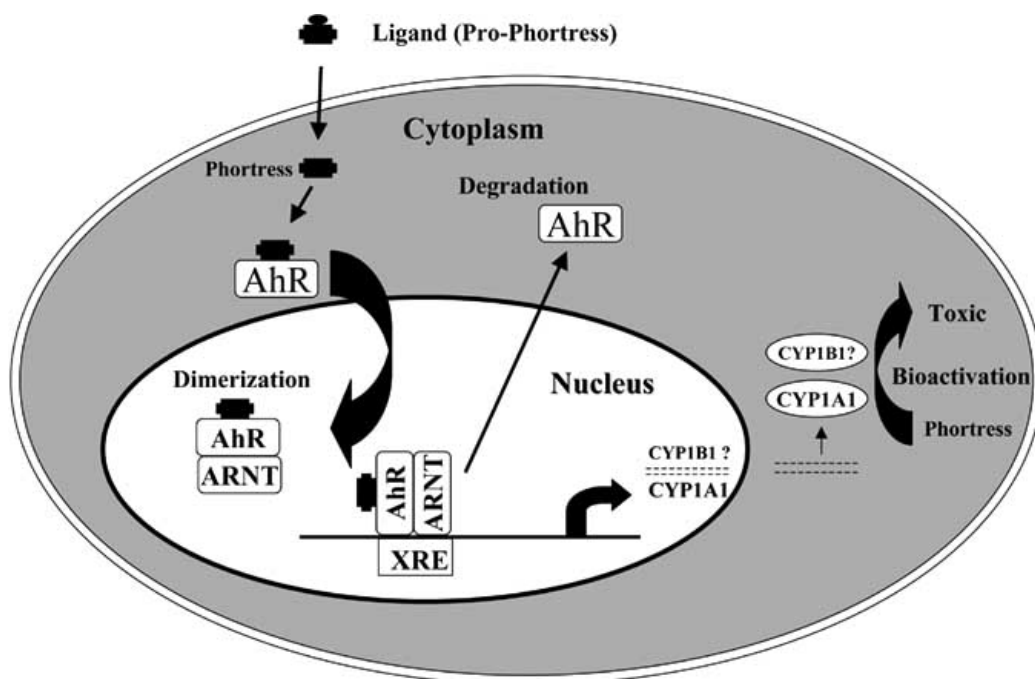 Ligand (Pro-Phortress)
Cytoplasm
Phortress
Degradation
AhR
AhR
Toxic
CYP1B1?
Bioactivation
CYP1A1
Phortress
Dimerization
Nucleus
AhR
ARNT
AhR
ARNT
CYP1B1 ?
CYP1A1
XRE